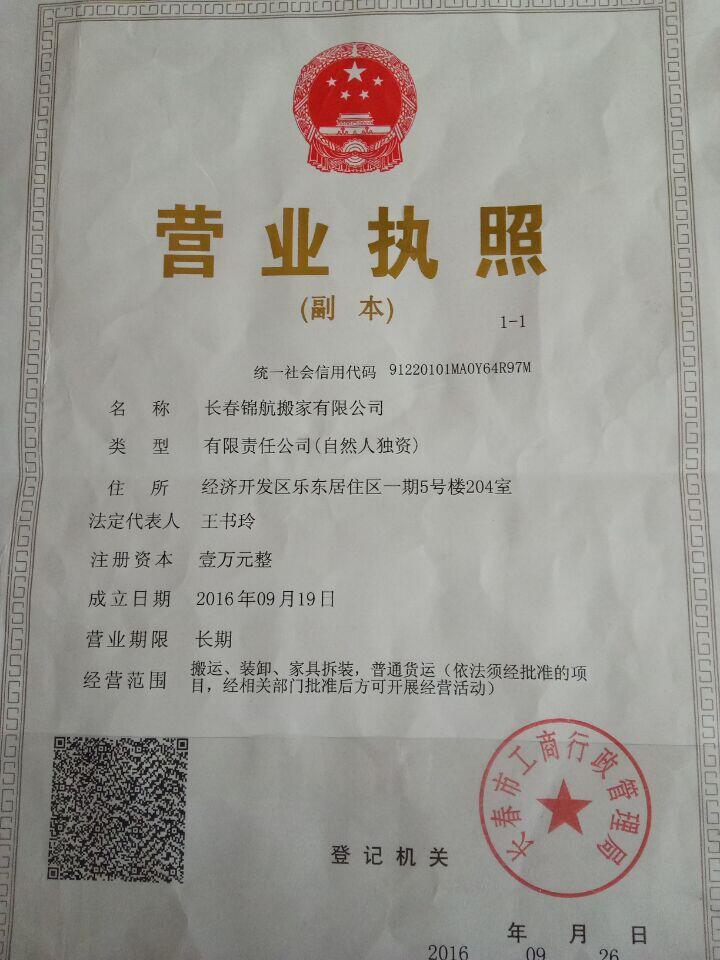 营业执照
(副 本)
1-1
统一社会信用代码 91220101MA0Y64R97M
名 称 长春锦航搬家有限公司
类 型 有限责任公司(自然人独资)
住 所 经济开发区乐东居住区一期5号楼204室
法定代表人 王书玲
注册资本 壹万元整
成立日期 2016年09月19日
营业期限 长期
经营范围 搬运、装卸、家具拆装，普通货运（依法须经批准的项
目，经相关部门批准后方可开展经营活动）
长春市工商行政管理局
登记机关
年 月 日
2016 09 26